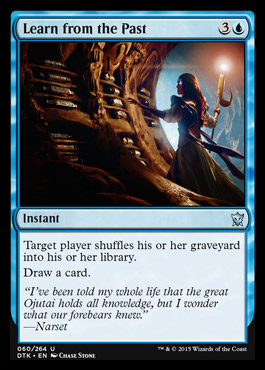 Learn from the Past 3
Instant
Target player shuffles his or her graveyard
into his or her library.
Draw a card.
"I've been told my whole life that the great
Ojutai holds all knowledge, but I wonder
what our forebears knew."
—Narset
060/264 U
DTK • EN Chase Stone
™ & © 2015 Wizards of the Coast